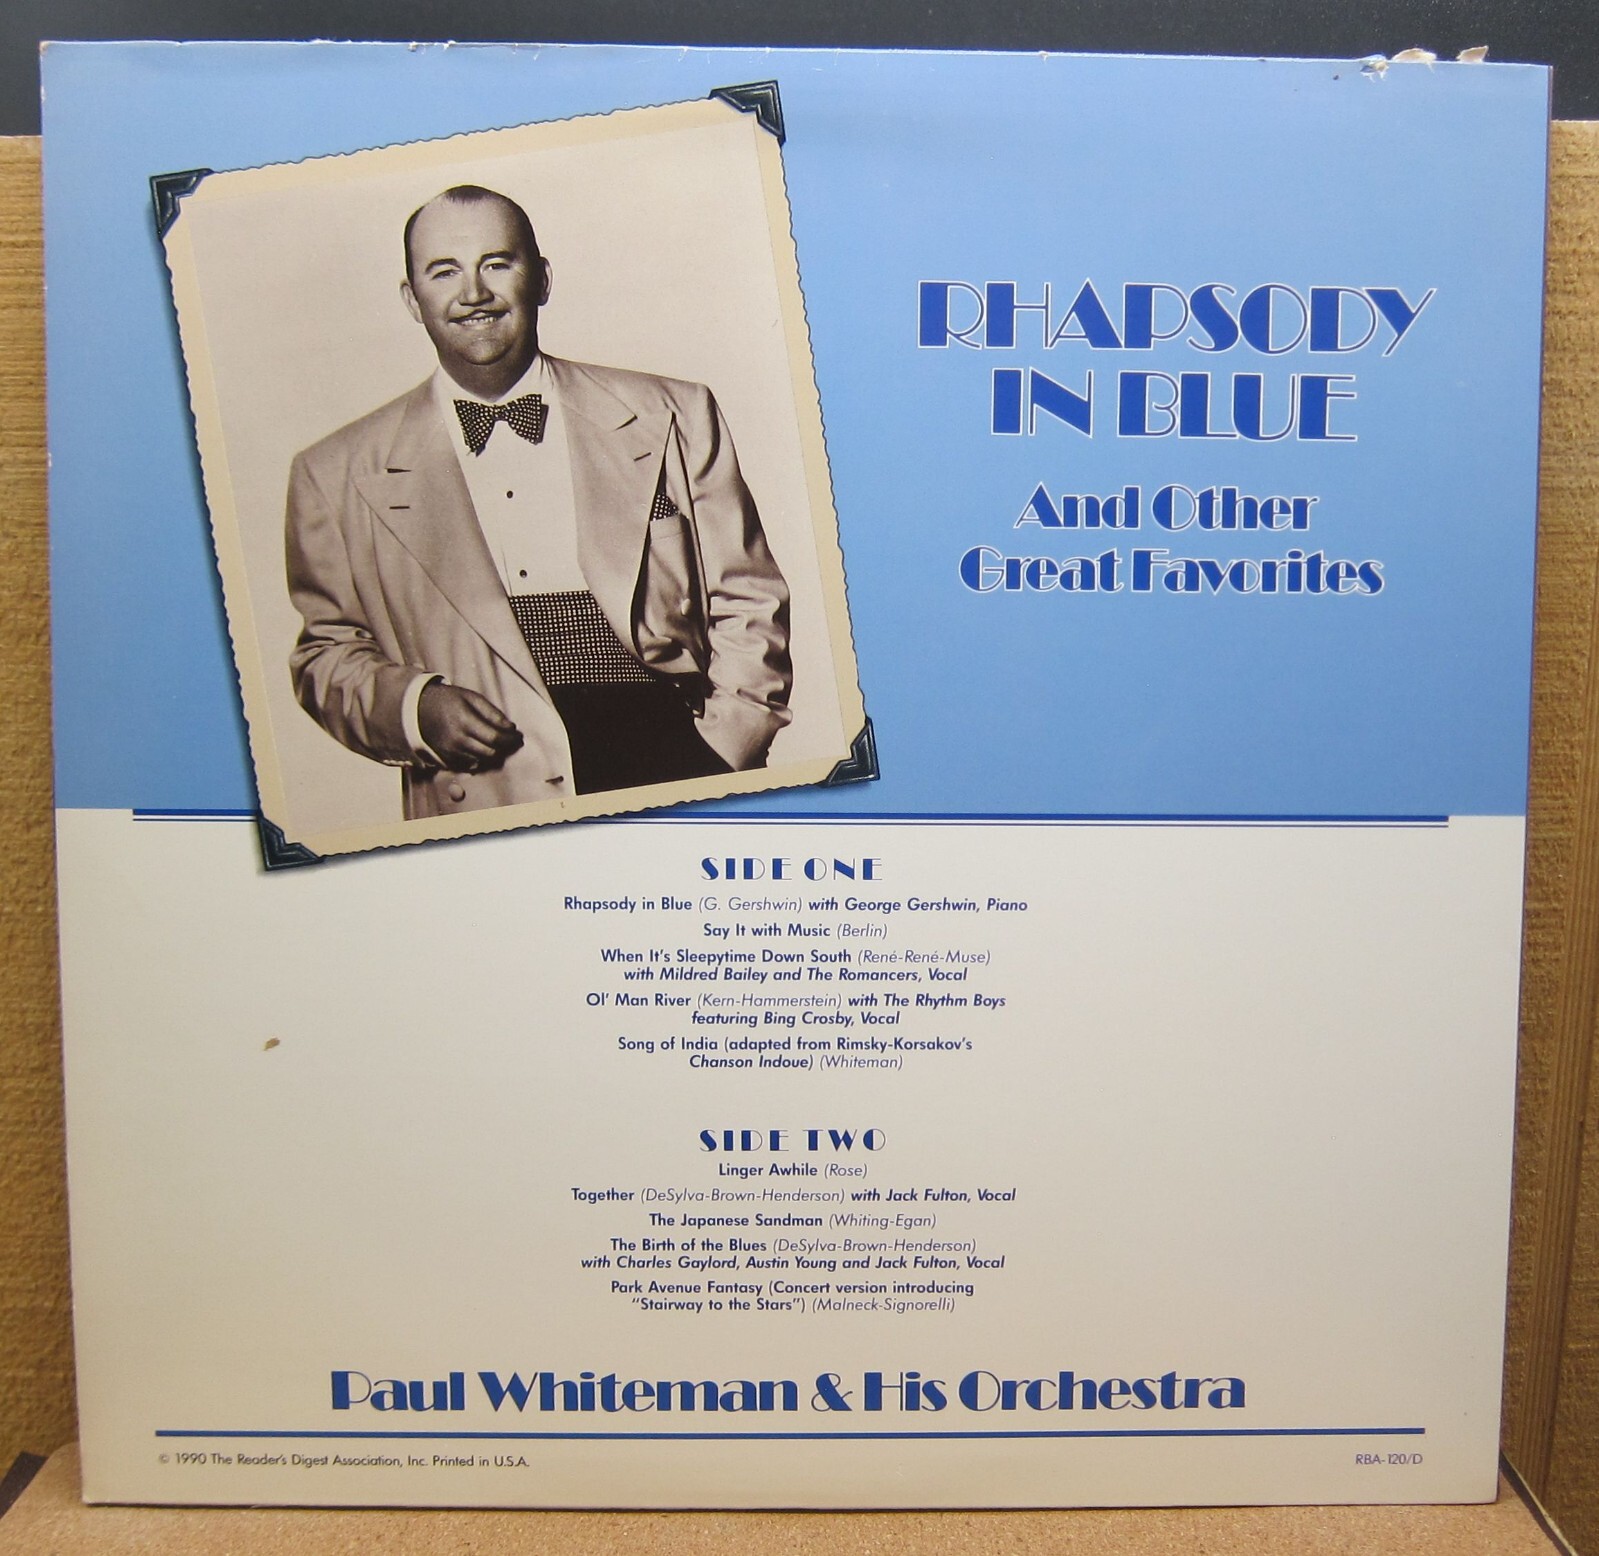 RHAPSODY
IN BLUE
And Other
Great Favorites
SIDE ONE
Rhapsody in Blue (G. Gershwin) with George Gershwin, Piano
Say It with Music (Berlin)
When It's Sleepytime Down South (René-René-Muse)
with Mildred Bailey and The Romancers, Vocal
Ol' Man River (Kern-Hammerstein) with The Rhythm Boys
featuring Bing Crosby, Vocal
Song of India (adapted from Rimsky-Korsakov's
Chanson Indoue) (Whiteman)
SIDE TWO
Linger Awhile (Rose)
Together (DeSylva-Brown-Henderson) with Jack Fulton, Vocal
The Japanese Sandman (Whiting-Egan)
The Birth of the Blues (DeSylva-Brown-Henderson)
with Charles Gaylord, Austin Young and Jack Fulton, Vocal
Park Avenue Fantasy (Concert version introducing
"Stairway to the Stars") (Malneck-Signorelli)
Paul Whiteman & His Orchestra
© 1990 The Reader's Digest Association, Inc. Printed in U.S.A.
RBA-120/D